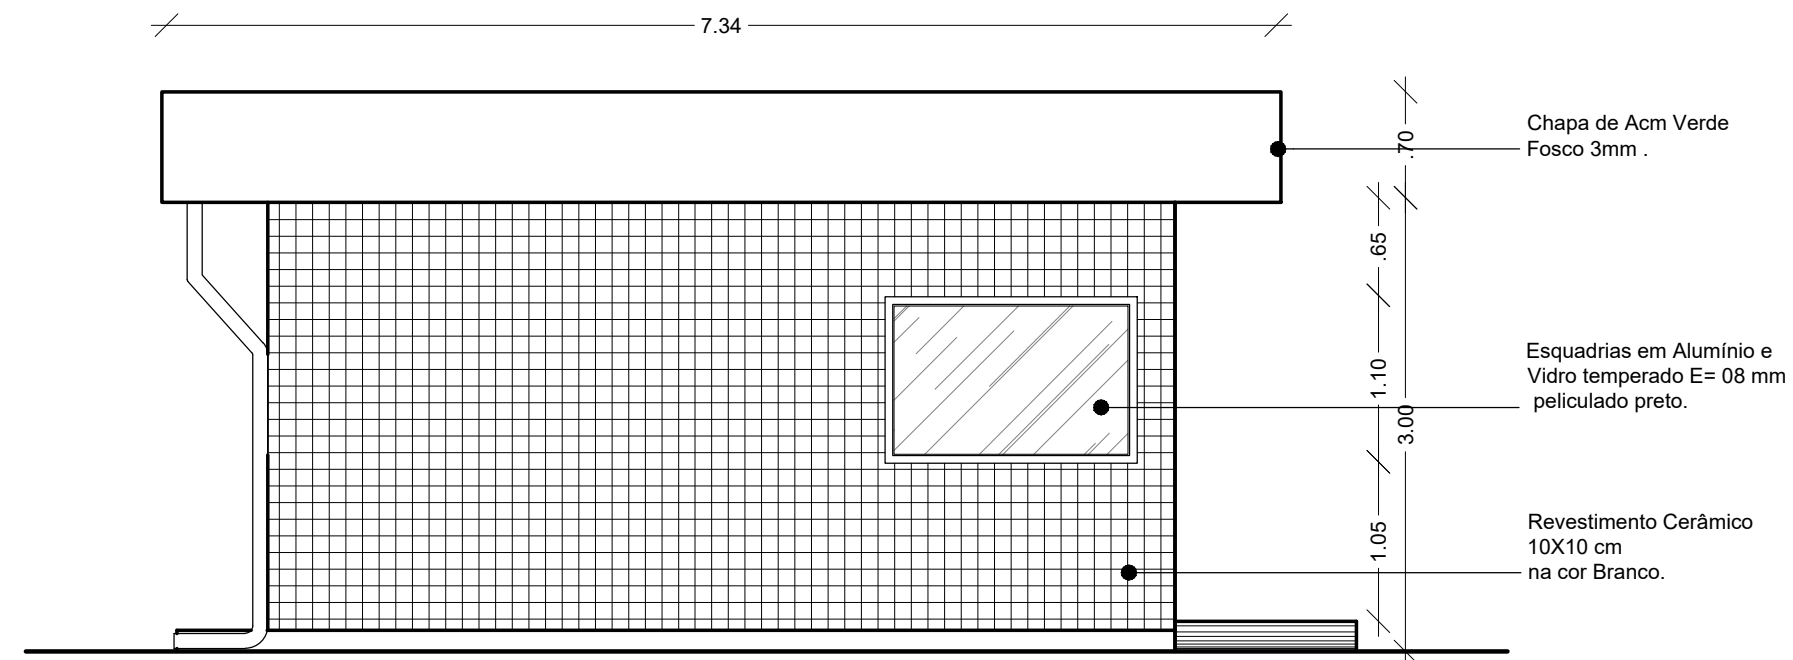 7.34
Chapa de Acm Verde
Fosco 3mm .
.70
.65
Esquadrias em Alumínio e
Vidro temperado E= 08 mm
peliculado preto.
1.10
3.00
Revestimento Cerâmico
10X10 cm
na cor Branco.
1.05